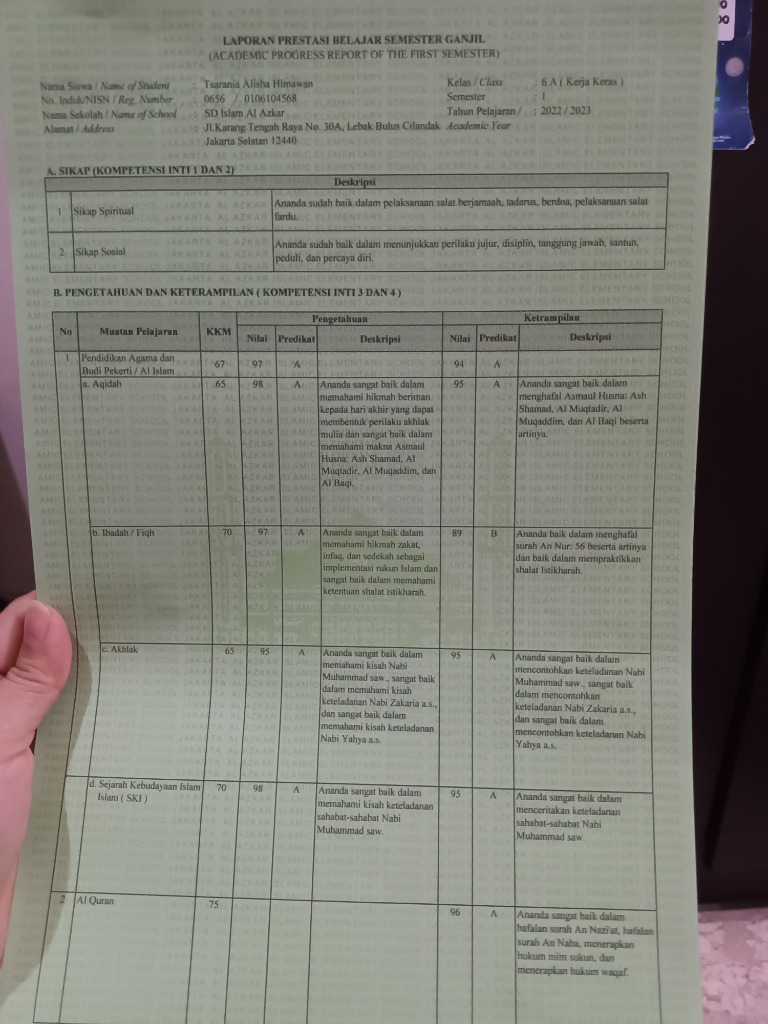 LAPORAN PRESTASI BELAJAR SEMESTER GANJIL
(ACADEMIC PROGRESS REPORT OF THE FIRST SEMESTER)
Nama Siswa / Name of Student : Tsarania Alisha Himawan
Kelas / Class : 6 A ( Kerja Keras )
No. Induk/NISN / Reg. Number : 0656 / 0106104568
Semester : 1
Nama Sekolah / Name of School : SD Islam Al Azkar
Tahun Pelajaran / : 2022 / 2023
Alamat / Address : Jl.Karang Tengah Raya No. 30A, Lebak Bulus Cilandak
Academic Year
Jakarta Selatan 12440
A. SIKAP (KOMPETENSI INTI 1 DAN 2)
Deskripsi
1 Sikap Spiritual
Ananda sudah baik dalam pelaksanaan salat berjamaah, tadarus, berdoa, pelaksanaan salat
fardu.
2 Sikap Sosial
Ananda sudah baik dalam menunjukkan perilaku jujur, disiplin, tanggung jawab, santun,
peduli, dan percaya diri.
B. PENGETAHUAN DAN KETERAMPILAN ( KOMPETENSI INTI 3 DAN 4 )
No Muatan Pelajaran KKM Pengetahuan Ketrampilan
Nilai Predikat Deskripsi Nilai Predikat Deskripsi
1 Pendidikan Agama dan
Budi Pekerti / Al Islam 67 97 A 94 A
a. Aqidah 65 98 A
Ananda sangat baik dalam
memahami hikmah beriman
kepada hari akhir yang dapat
membentuk perilaku akhlak
mulia dan sangat baik dalam
memahami makna Asmaul
Husna: Ash Shamad, Al
Muqtadir, Al Muqaddim, dan
Al Baqi.
95 A
Ananda sangat baik dalam
menghafal Asmaul Husna: Ash
Shamad, Al Muqtadir, Al
Muqaddim, dan Al Baqi beserta
artinya.
b. Ibadah / Fiqh 70 97 A
Ananda sangat baik dalam
memahami hikmah zakat,
infaq, dan sedekah sebagai
implementasi rukun Islam dan
sangat baik dalam memahami
ketentuan shalat istikharah.
89 B
Ananda baik dalam menghafal
surah An Nur: 56 beserta artinya
dan baik dalam mempraktikkan
shalat Istikharah.
c. Akhlak 65 95 A
Ananda sangat baik dalam
memahami kisah Nabi
Muhammad saw., sangat baik
dalam memahami kisah
keteladanan Nabi Zakaria a.s.,
dan sangat baik dalam
memahami kisah keteladanan
Nabi Yahya a.s.
95 A
Ananda sangat baik dalam
mencontohkan keteladanan Nabi
Muhammad saw., sangat baik
dalam mencontohkan
keteladanan Nabi Zakaria a.s.,
dan sangat baik dalam
mencontohkan keteladanan Nabi
Yahya a.s.
d. Sejarah Kebudayaan Islam
Islam ( SKI ) 70 98 A
Ananda sangat baik dalam
memahami kisah keteladanan
sahabat-sahabat Nabi
Muhammad saw.
95 A
Ananda sangat baik dalam
menceritakan keteladanan
sahabat-sahabat Nabi
Muhammad saw.
2 Al Quran 75
96 A
Ananda sangat baik dalam
hafalan surah An Nazi'at, hafalan
surah An Naba, menerapkan
hukum mim sukun, dan
menerapkan hukum waqaf.